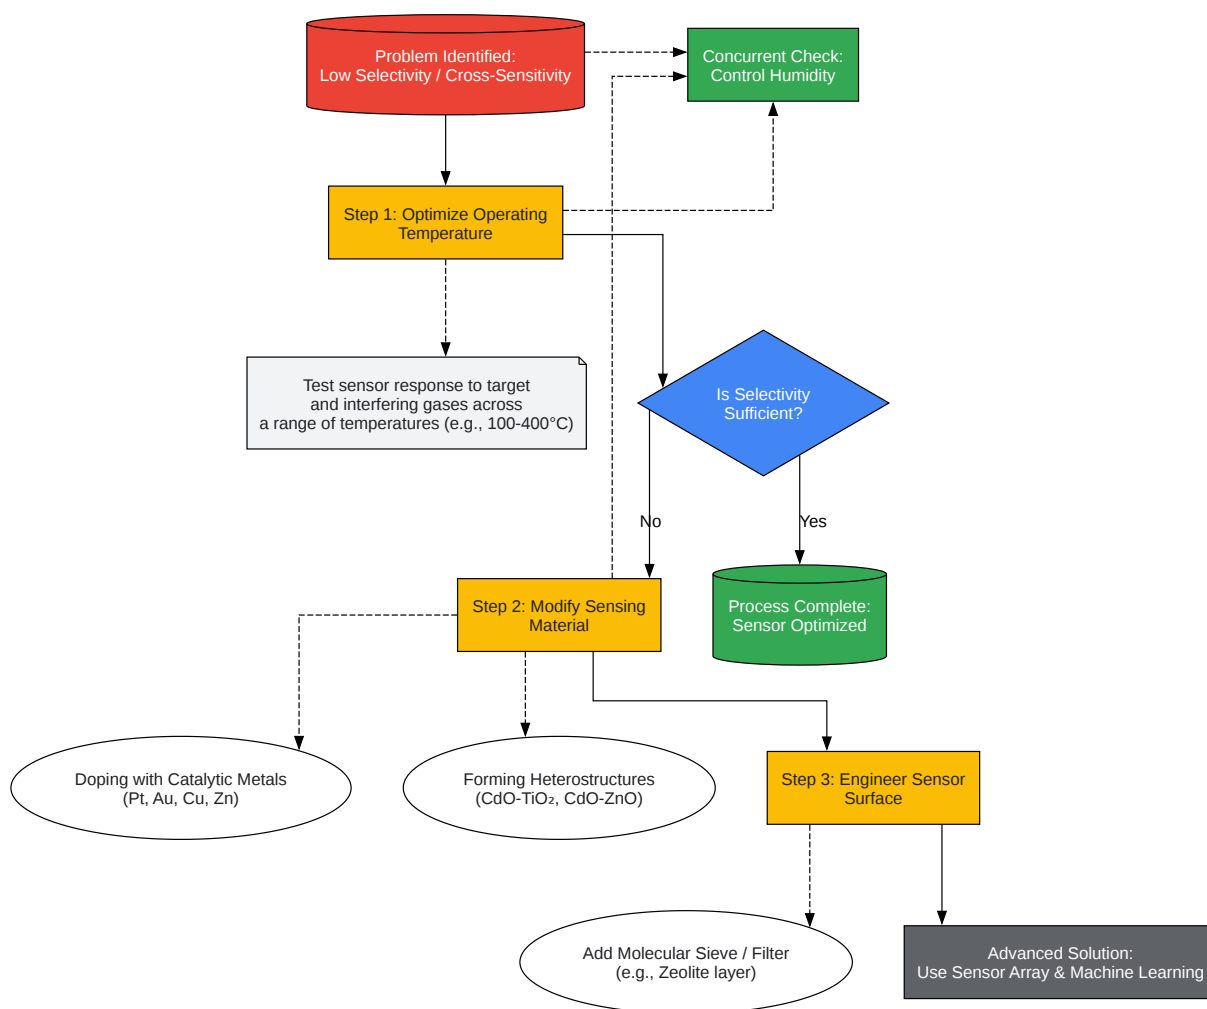 Problem Identified:
Low Selectivity / Cross-Sensitivity
Concurrent Check:
Control Humidity
Step 1: Optimize Operating
Temperature
Test sensor response to target
and interfering gases across
a range of temperatures (e.g., 100-400°C)
Is Selectivity
Sufficient?
No
Yes
Step 2: Modify Sensing
Material
Process Complete:
Sensor Optimized
Doping with Catalytic Metals
(Pt, Au, Cu, Zn)
Forming Heterostructures
(CdO-TiO₂, CdO-ZnO)
Step 3: Engineer Sensor
Surface
Add Molecular Sieve / Filter
(e.g., Zeolite layer)
Advanced Solution:
Use Sensor Array & Machine Learning